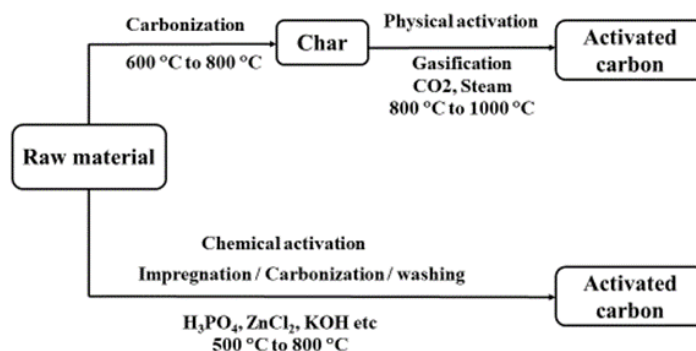 Carbonization
600 °C to 800 °C
Char
Physical activation
Gasification
CO2, Steam
800 °C to 1000 °C
Activated
carbon
Raw material
Chemical activation
Impregnation / Carbonization / washing
H₃PO₄, ZnCl₂, KOH etc
500 °C to 800 °C
Activated
carbon